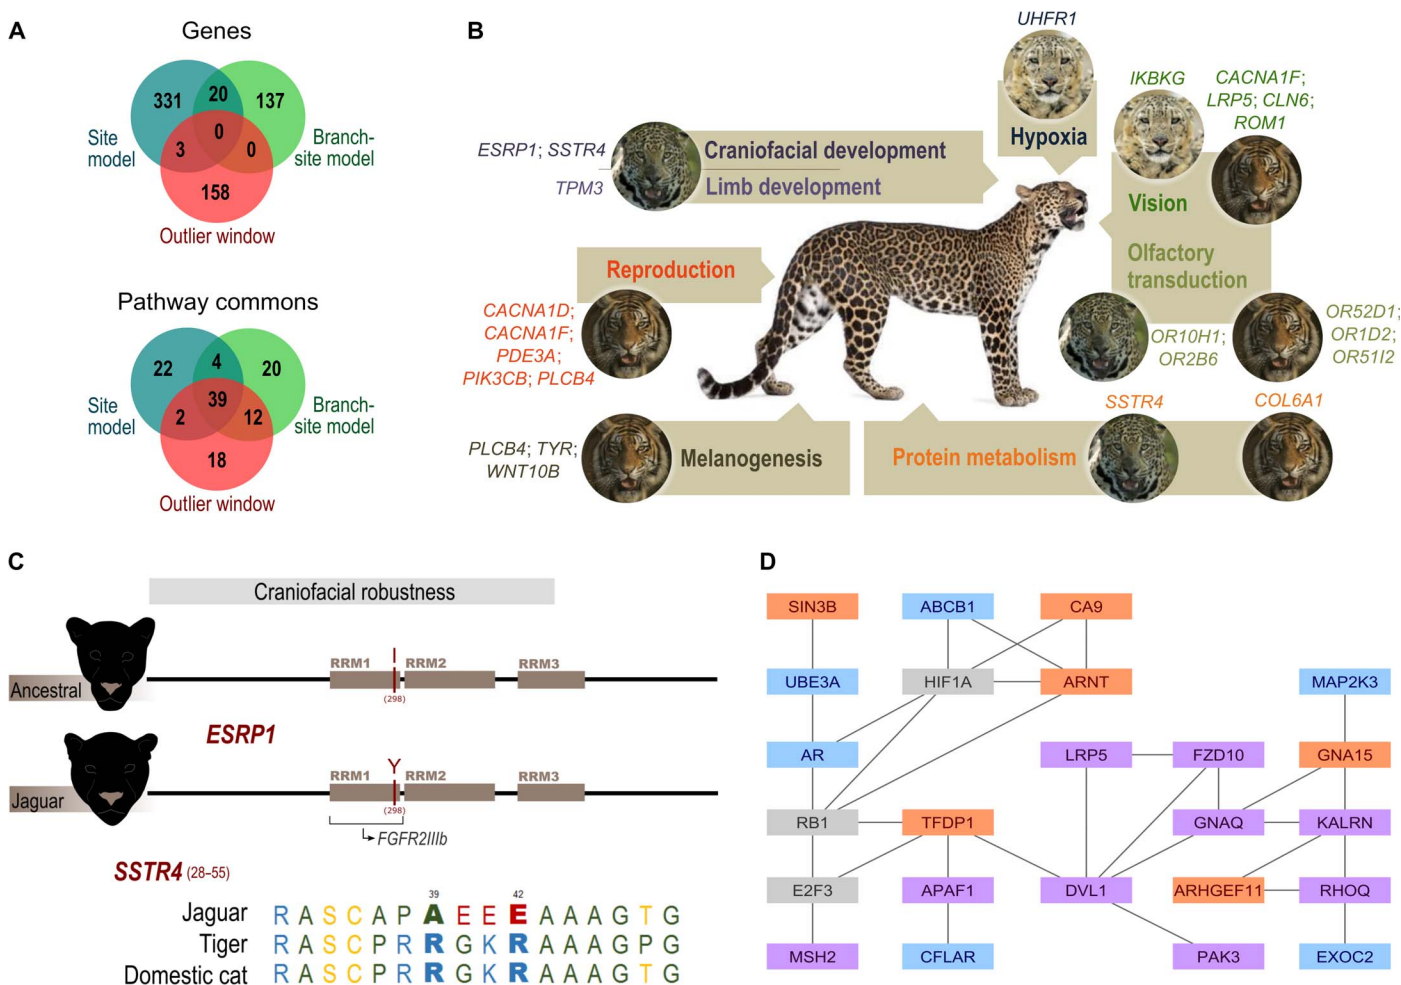 A
Genes
331
20
137
0
3
0
158
Site
model
Branch-
site model
Outlier window
Pathway commons
22
4
20
39
2
12
18
Site
model
Branch-
site model
Outlier window
B
UHFR1
Hypoxia
IKBKG
CACNA1F;
LRP5; CLN6;
ROM1
Vision
ESRP1; SSTR4
Craniofacial development
TPM3
Limb development
Olfactory
transduction
OR10H1;
OR2B6
OR52D1;
OR1D2;
OR51I2
Reproduction
CACNA1D;
CACNA1F;
PDE3A;
PIK3CB; PLCB4
PLCB4; TYR;
WNT10B
Melanogenesis
Protein metabolism
SSTR4
COL6A1
C
Craniofacial robustness
Ancestral
RRM1
I
RRM2
RRM3
(298)
ESRP1
Jaguar
RRM1
Y
RRM2
RRM3
(298)
FGFR2IIIb
SSTR4 (28–55)
39 42
Jaguar R A S C A P A E E E A A A G T G
Tiger R A S C P R R G K R A A A G P G
Domestic cat R A S C P R R G K R A A A G T G
D
SIN3B ABCB1 CA9
UBE3A HIF1A ARNT MAP2K3
AR LRP5 FZD10 GNA15
RB1 TFDP1 GNAQ KALRN
E2F3 APAF1 DVL1 ARHGEF11 RHOQ
MSH2 CFLAR PAK3 EXOC2